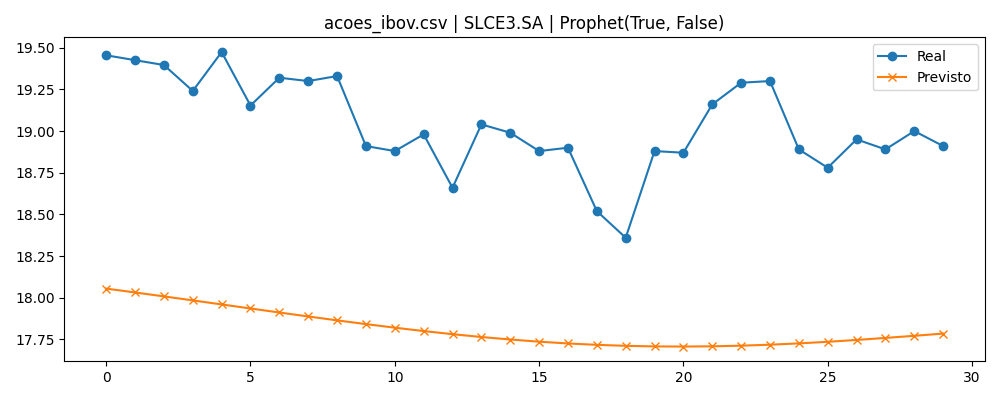 acoes_ibov.csv | SLCE3.SA | Prophet(True, False)
Real
Previsto
19.50
19.25
19.00
18.75
18.50
18.25
18.00
17.75
0 5 10 15 20 25 30